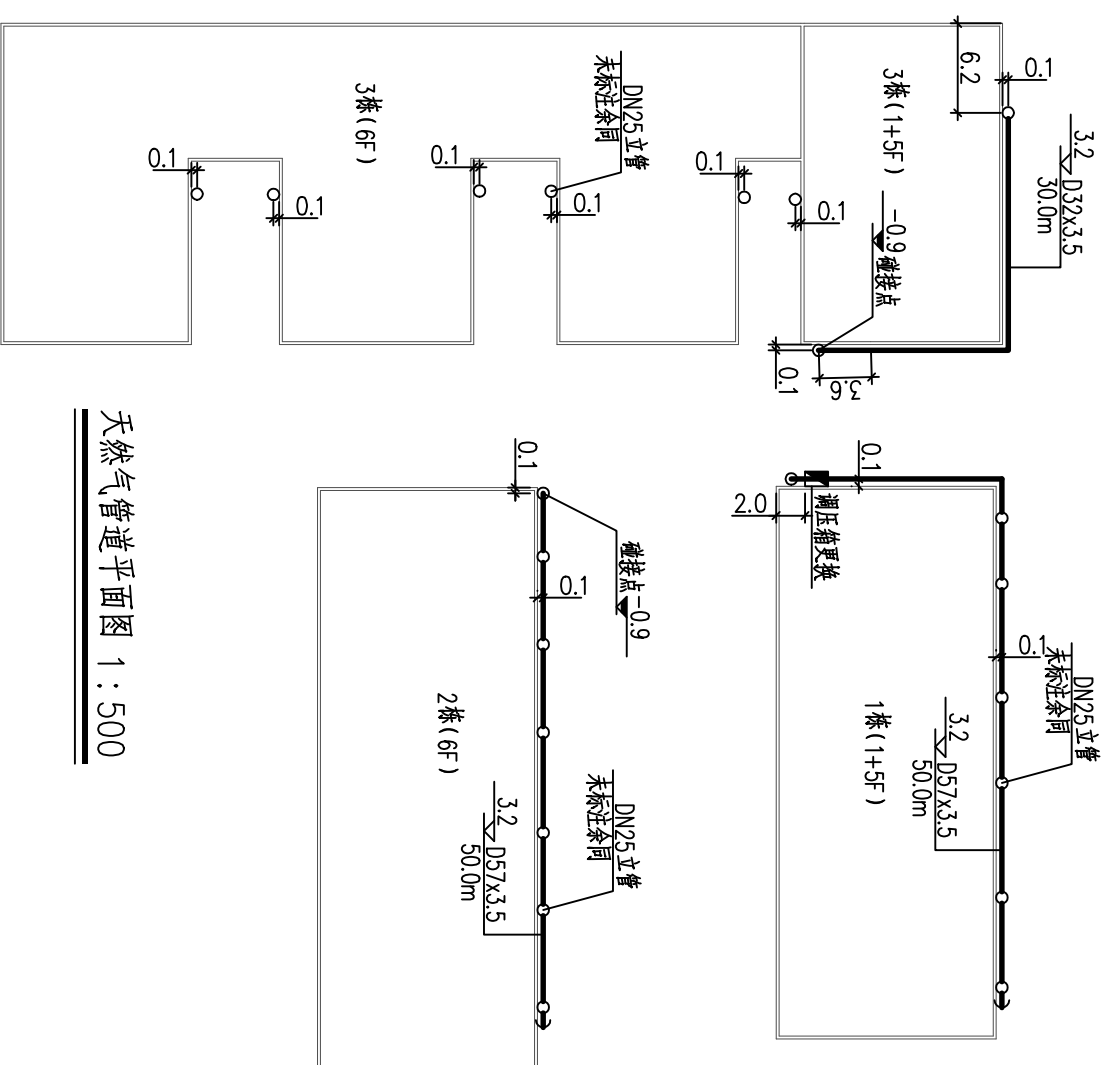 3栋(1+5F)
6.2
0.1
3.2
D32x3.5
30.0m
3栋(6F)
DN25立管
未标注余同
0.1
0.1
0.1
0.1
0.1
0.1
-0.9
碰接点
0.1
3.6
0.1
碰接点
-0.9
0.1
2栋(6F)
3.2
D57x3.5
50.0m
DN25立管
未标注余同
0.1
2.0
调压箱更换
0.1
DN25立管
未标注余同
1栋(1+5F)
3.2
D57x3.5
50.0m
天然气管道平面图 1:500